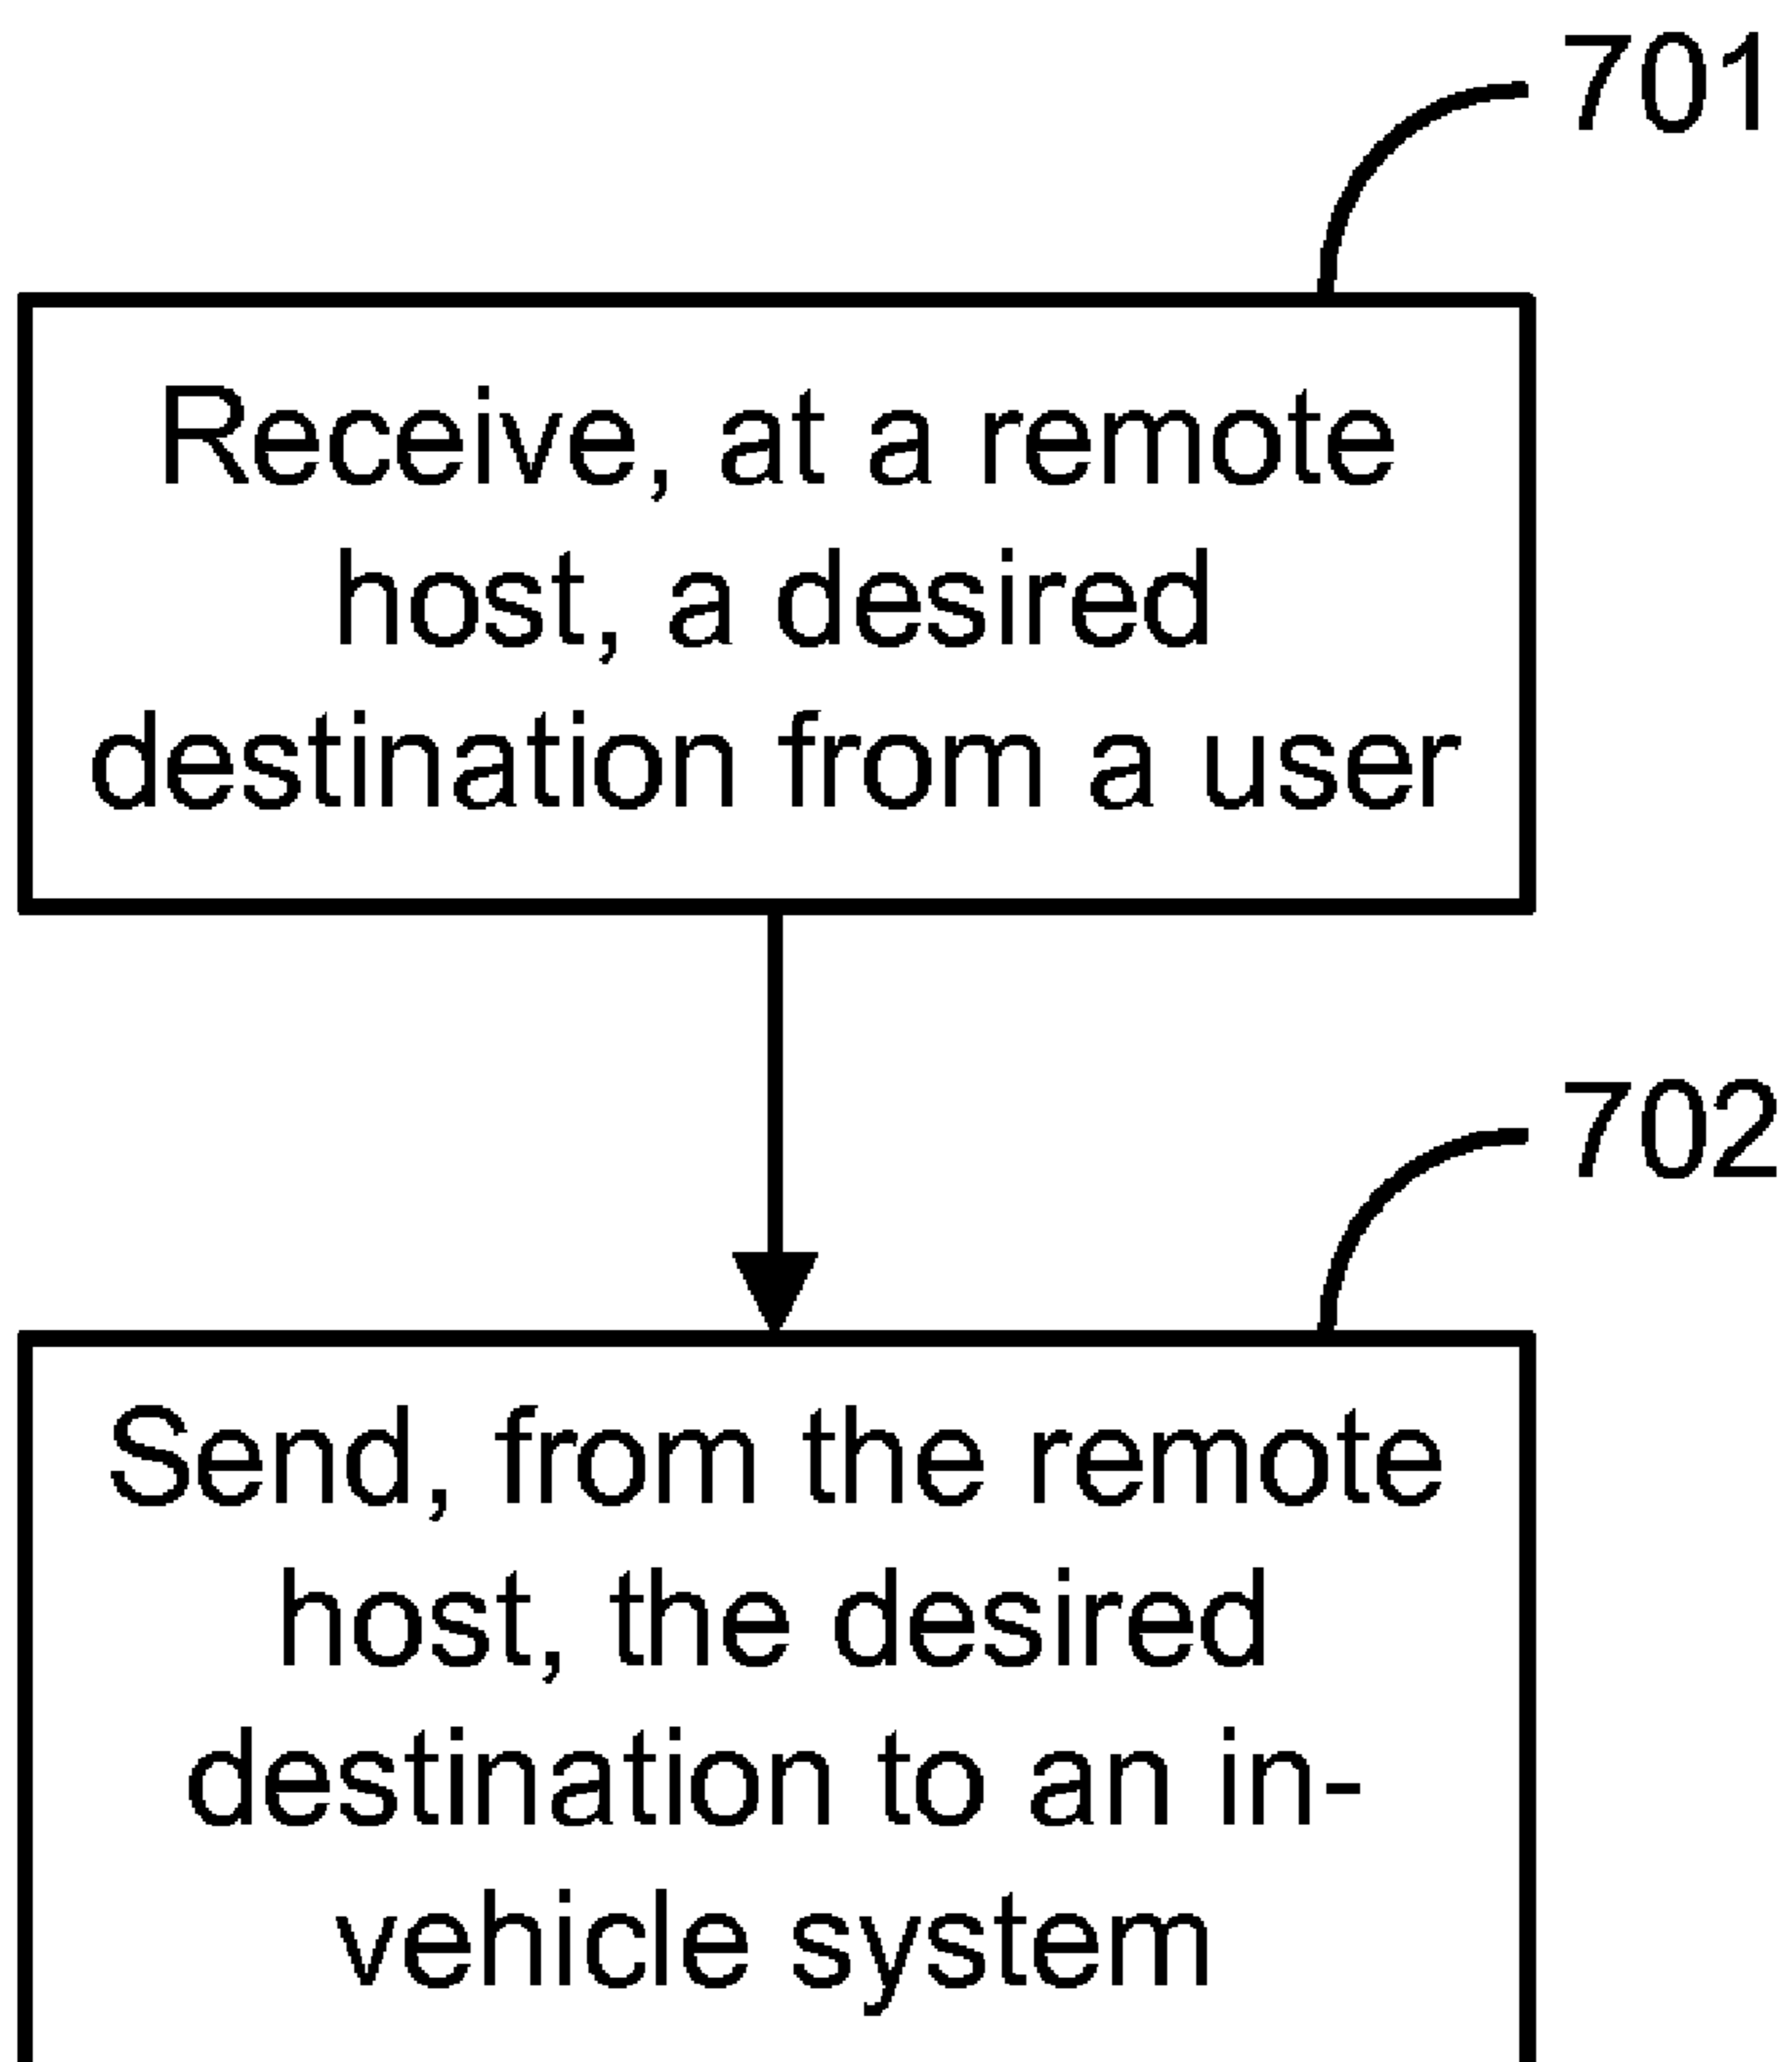 701
Receive, at a remote
host, a desired
destination from a user
702
Send, from the remote
host, the desired
destination to an in-
vehicle system